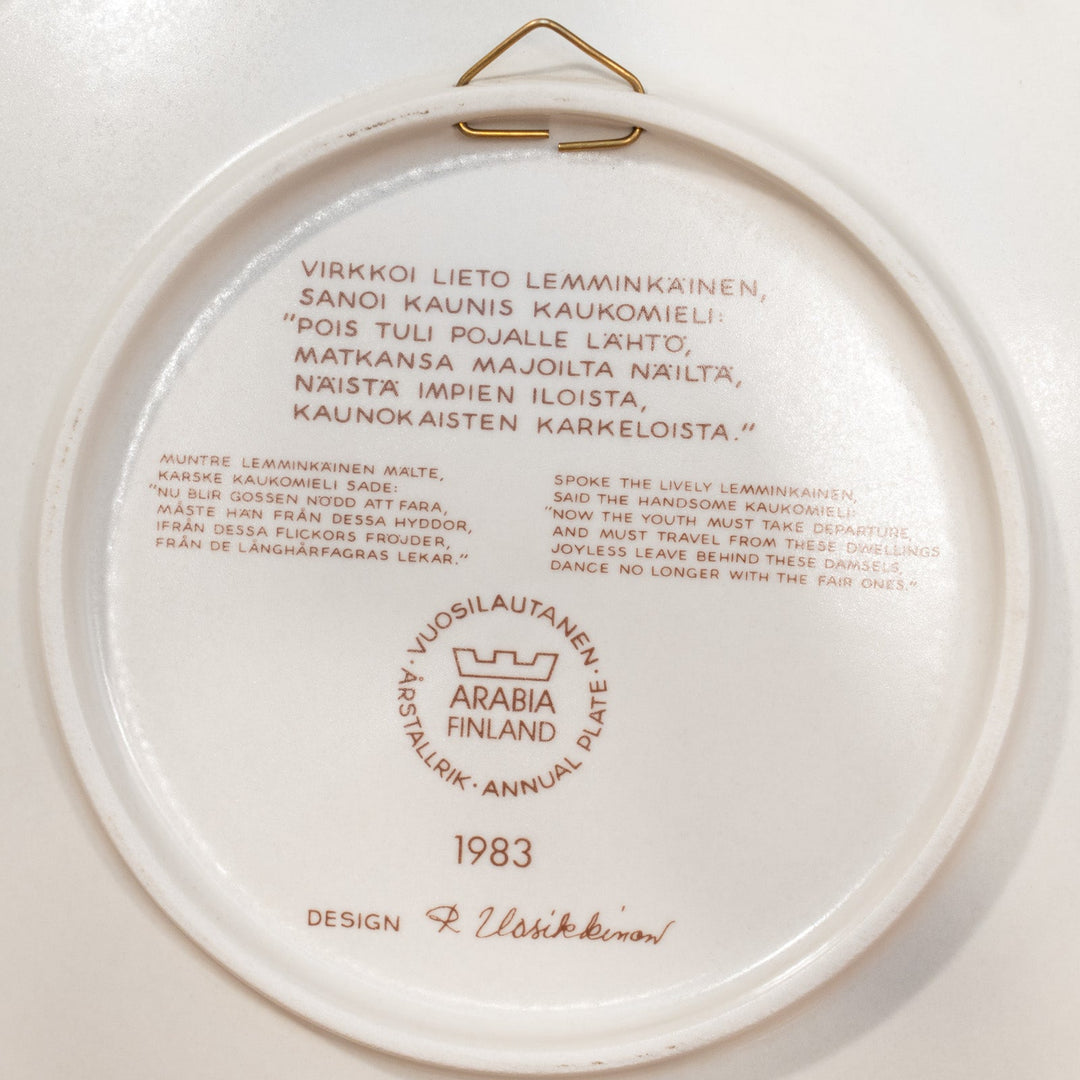 VIRKKOI LIETO LEMMINKÄINEN,
SANOI KAUNIS KAUKOMIELI:
"POIS TULI POJALLE LÄHTÖ,
MATKANSA MAJOILTA NÄILTÄ,
NÄISTÄ IMPIEN ILOISTA,
KAUNOKAISTEN KARKELOISTA."
MUNTRE LEMMINKÄINEN MÄLTE,
KARSKE KAUKOMIELI SADE:
"NU BLIR GOSSEN NÖDD ATT FARA,
MÅSTE HAN FRÅN DESSA HYDDOR,
IFRÅN DESSA FLICKORS FRÖJDER,
FRÅN DE LÅNGHÅRFAGRAS LEKAR."
SPOKE THE LIVELY LEMMINKAINEN,
SAID THE HANDSOME KAUKOMIELI:
"NOW THE YOUTH MUST TAKE DEPARTURE,
AND MUST TRAVEL FROM THESE DWELLINGS
JOYLESS LEAVE BEHIND THESE DAMSELS,
DANCE NO LONGER WITH THE FAIR ONES."
· VUOSILAUTANEN · ANNUAL PLATE · ÅRSTALLRIK
ARABIA
FINLAND
1983
DESIGN R Uosikkinen